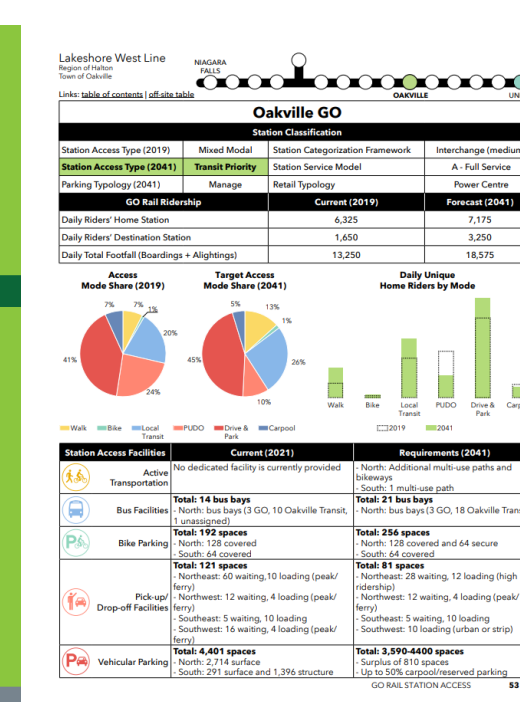 Lakeshore West Line
Region of Halton
Town of Oakville
Links: table of contents | off-site table
NIAGARA
FALLS
OAKVILLE
UN
Oakville GO
Station Classification
Station Access Type (2019) Mixed Modal Station Categorization Framework Interchange (medium
Station Access Type (2041) Transit Priority Station Service Model A - Full Service
Parking Typology (2041) Manage Retail Typology Power Centre
GO Rail Ridership Current (2019) Forecast (2041)
Daily Riders' Home Station 6,325 7,175
Daily Riders' Destination Station 1,650 3,250
Daily Total Footfall (Boardings + Alightings) 13,250 18,575
Access
Mode Share (2019)
7% 7% 1%
20%
41%
24%
Target Access
Mode Share (2041)
5% 13%
1%
26%
45%
10%
Walk Bike Local Transit PUDO Drive & Park Carpool
Daily Unique
Home Riders by Mode
Walk Bike Local Transit PUDO Drive & Park Carp
2019 2041
Station Access Facilities Current (2021) Requirements (2041)
Active
Transportation
No dedicated facility is currently provided
- North: Additional multi-use paths and
bikeways
- South: 1 multi-use path
Bus Facilities
Total: 14 bus bays
- North: bus bays (3 GO, 10 Oakville Transit,
1 unassigned)
Total: 21 bus bays
- North: bus bays (3 GO, 18 Oakville Trans
Bike Parking
Total: 192 spaces
- North: 128 covered
- South: 64 covered
Total: 256 spaces
- North: 128 covered and 64 secure
- South: 64 covered
Pick-up/
Drop-off Facilities
Total: 121 spaces
- Northeast: 60 waiting,10 loading (peak/
ferry)
- Northwest: 12 waiting, 4 loading (peak/
ferry)
- Southeast: 5 waiting, 10 loading
- Southwest: 16 waiting, 4 loading (peak/
ferry)
Total: 81 spaces
- Northeast: 28 waiting, 12 loading (high
ridership)
- Northwest: 12 waiting, 4 loading (peak/
ferry)
- Southeast: 5 waiting, 10 loading
- Southwest: 10 loading (urban or strip)
Vehicular Parking
Total: 4,401 spaces
- North: 2,714 surface
- South: 291 surface and 1,396 structure
Total: 3,590-4400 spaces
- Surplus of 810 spaces
- Up to 50% carpool/reserved parking
GO RAIL STATION ACCESS 53